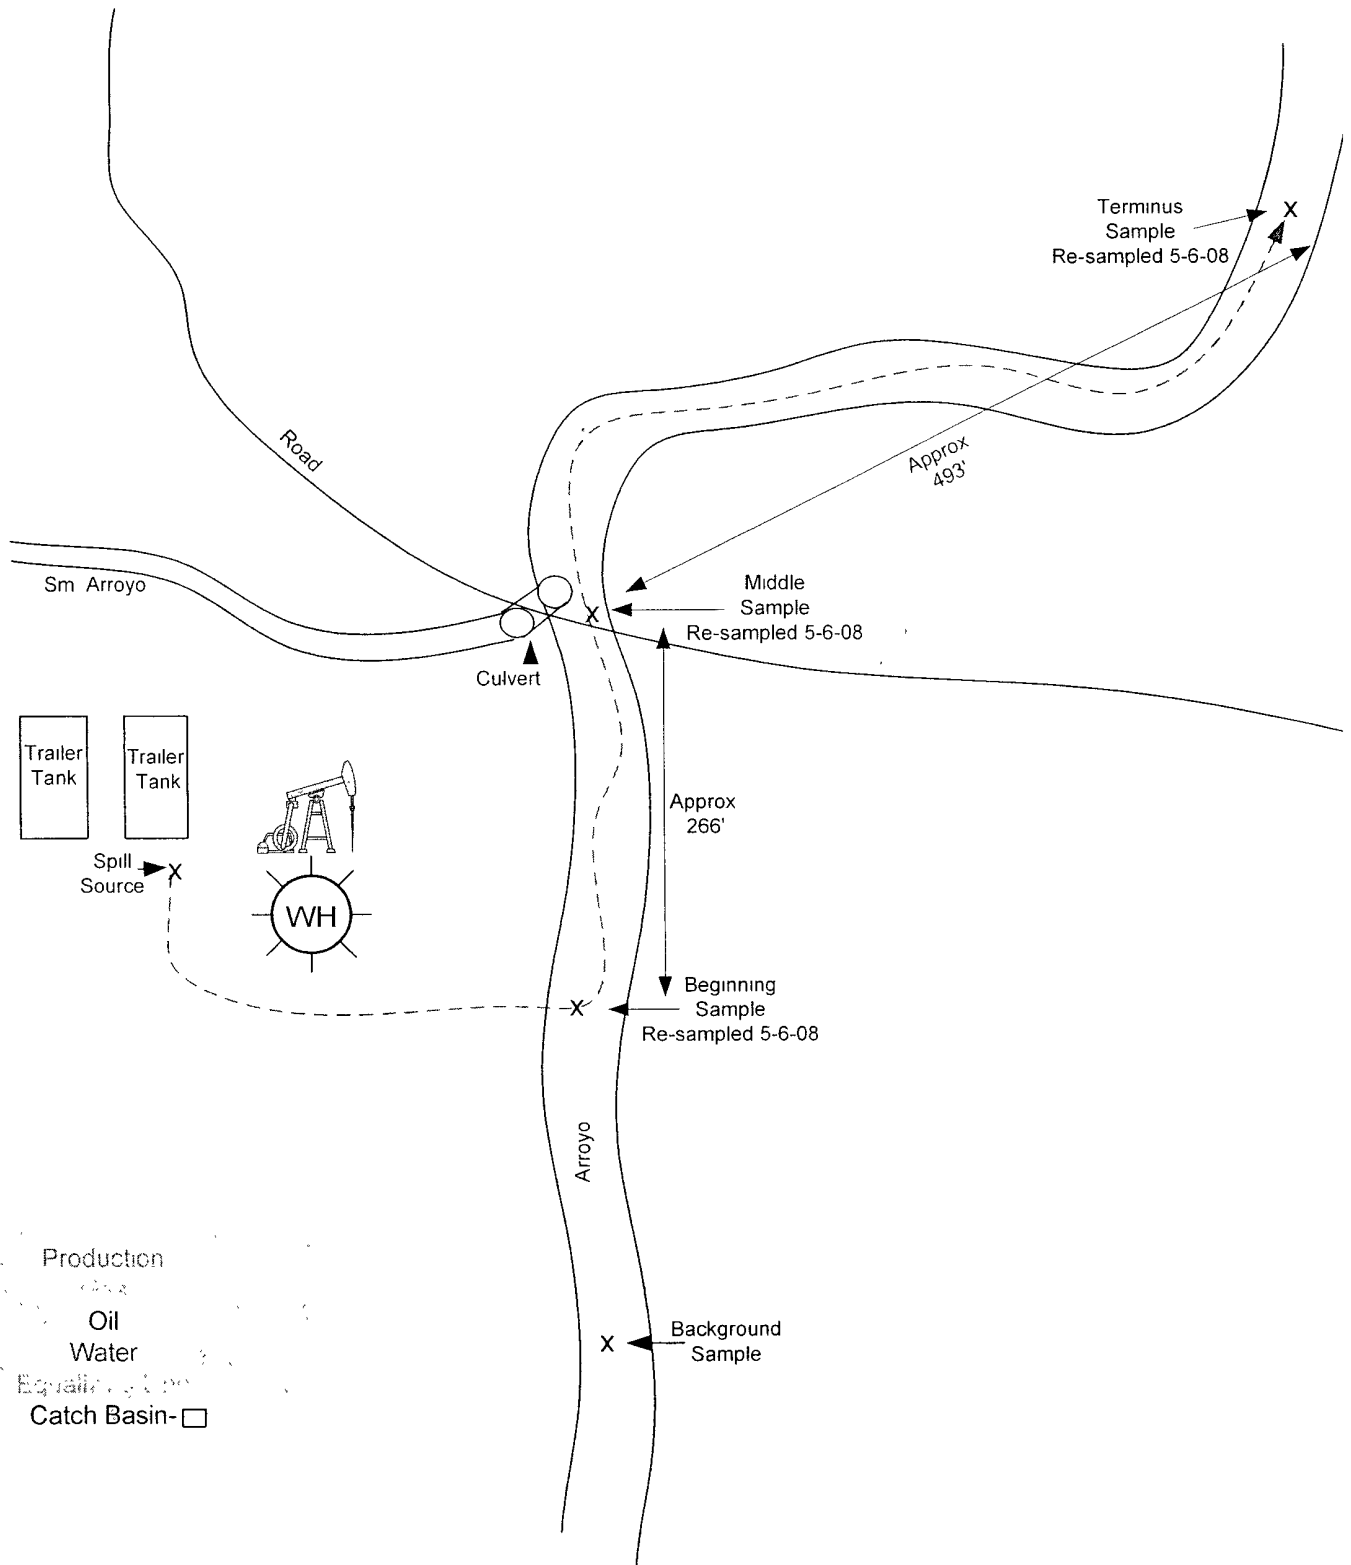 Terminus
Sample
Re-sampled 5-6-08
Approx
493'
Road
Sm Arroyo
Middle
Sample
Re-sampled 5-6-08
Culvert
Trailer
Tank
Trailer
Tank
Approx
266'
Spill
Source
X
X
X
X
X
WH
Beginning
Sample
Re-sampled 5-6-08
Arroyo
Background
Sample
Production
Oil
Water
Catch Basin-